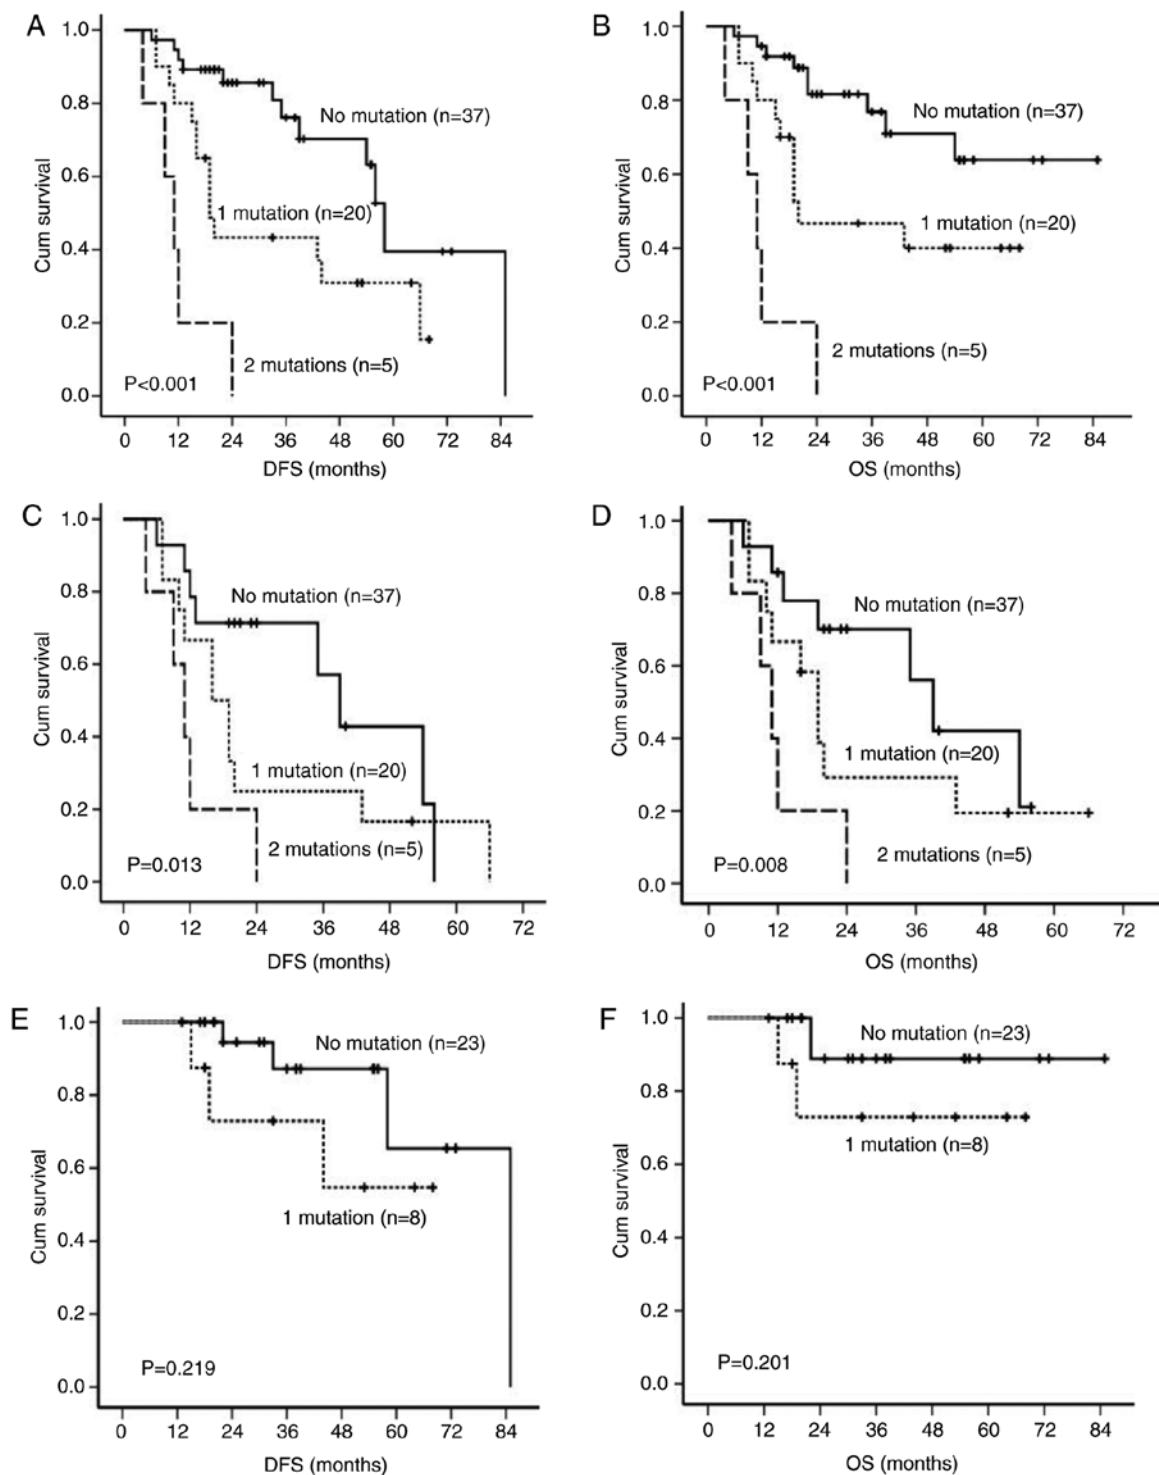 A
1.0
0.8
0.6
0.4
0.2
0.0
Cum survival
No mutation (n=37)
1 mutation (n=20)
2 mutations (n=5)
P<0.001
0 12 24 36 48 60 72 84
DFS (months)
B
1.0
0.8
0.6
0.4
0.2
0.0
Cum survival
No mutation (n=37)
1 mutation (n=20)
2 mutations (n=5)
P<0.001
0 12 24 36 48 60 72 84
OS (months)
C
1.0
0.8
0.6
0.4
0.2
0.0
Cum survival
No mutation (n=37)
1 mutation (n=20)
2 mutations (n=5)
P=0.013
0 12 24 36 48 60 72
DFS (months)
D
1.0
0.8
0.6
0.4
0.2
0.0
Cum survival
No mutation (n=37)
1 mutation (n=20)
2 mutations (n=5)
P=0.008
0 12 24 36 48 60 72
OS (months)
E
1.0
0.8
0.6
0.4
0.2
0.0
Cum survival
No mutation (n=23)
1 mutation (n=8)
P=0.219
0 12 24 36 48 60 72 84
DFS (months)
F
1.0
0.8
0.6
0.4
0.2
0.0
Cum survival
No mutation (n=23)
1 mutation (n=8)
P=0.201
0 12 24 36 48 60 72 84
OS (months)